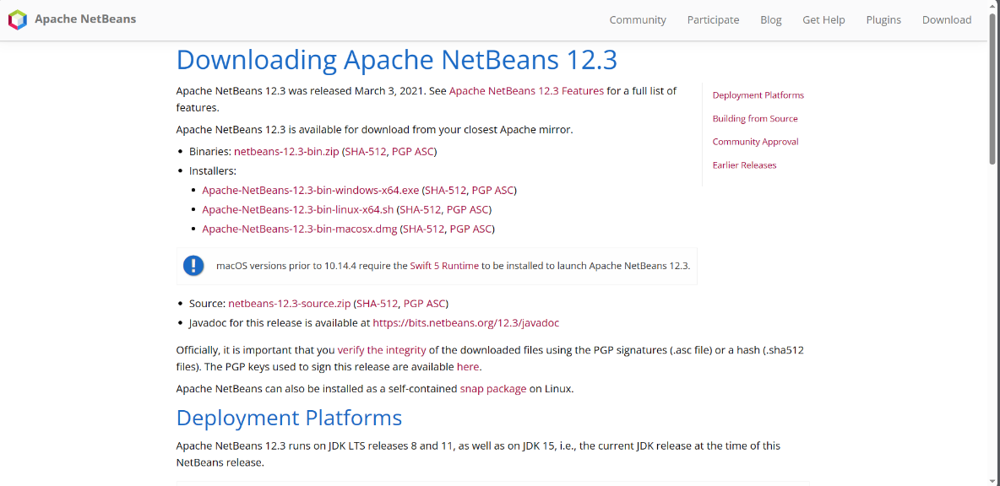 Apache NetBeans
Community Participate Blog Get Help Plugins Download
Downloading Apache NetBeans 12.3
Apache NetBeans 12.3 was released March 3, 2021. See Apache NetBeans 12.3 Features for a full list of
features.
Apache NetBeans 12.3 is available for download from your closest Apache mirror.
• Binaries: netbeans-12.3-bin.zip (SHA-512, PGP ASC)
• Installers:
• Apache-NetBeans-12.3-bin-windows-x64.exe (SHA-512, PGP ASC)
• Apache-NetBeans-12.3-bin-linux-x64.sh (SHA-512, PGP ASC)
• Apache-NetBeans-12.3-bin-macosx.dmg (SHA-512, PGP ASC)
macOS versions prior to 10.14.4 require the Swift 5 Runtime to be installed to launch Apache NetBeans 12.3.
• Source: netbeans-12.3-source.zip (SHA-512, PGP ASC)
• Javadoc for this release is available at https://bits.netbeans.org/12.3/javadoc
Officially, it is important that you verify the integrity of the downloaded files using the PGP signatures (.asc file) or a hash (.sha512
files). The PGP keys used to sign this release are available here.
Apache NetBeans can also be installed as a self-contained snap package on Linux.
Deployment Platforms
Apache NetBeans 12.3 runs on JDK LTS releases 8 and 11, as well as on JDK 15, i.e., the current JDK release at the time of this
NetBeans release.
Deployment Platforms
Building from Source
Community Approval
Earlier Releases